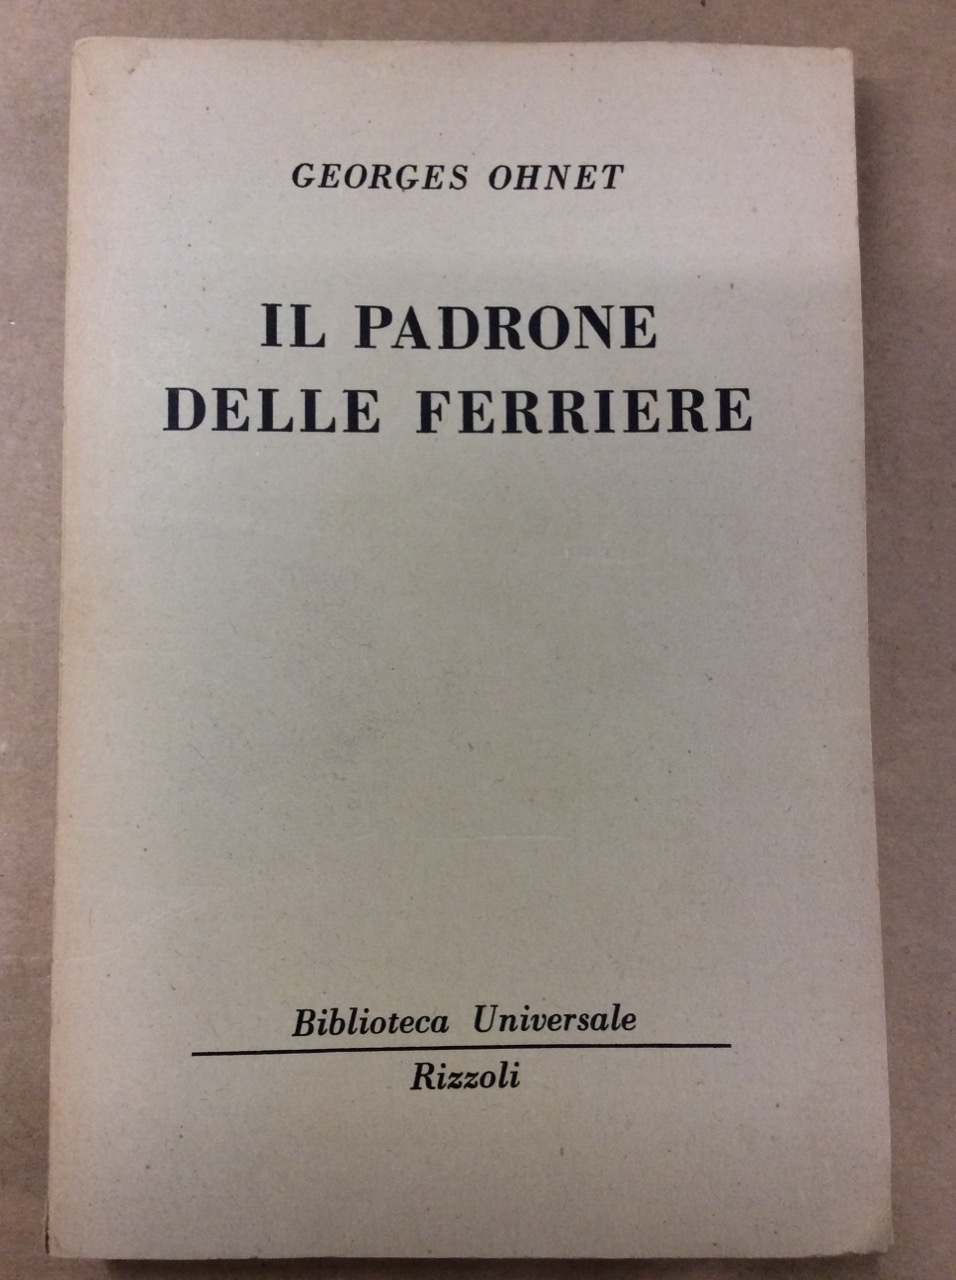 GEORGES OHNET
IL PADRONE
DELLE FERRIERE
Biblioteca Universale
Rizzoli